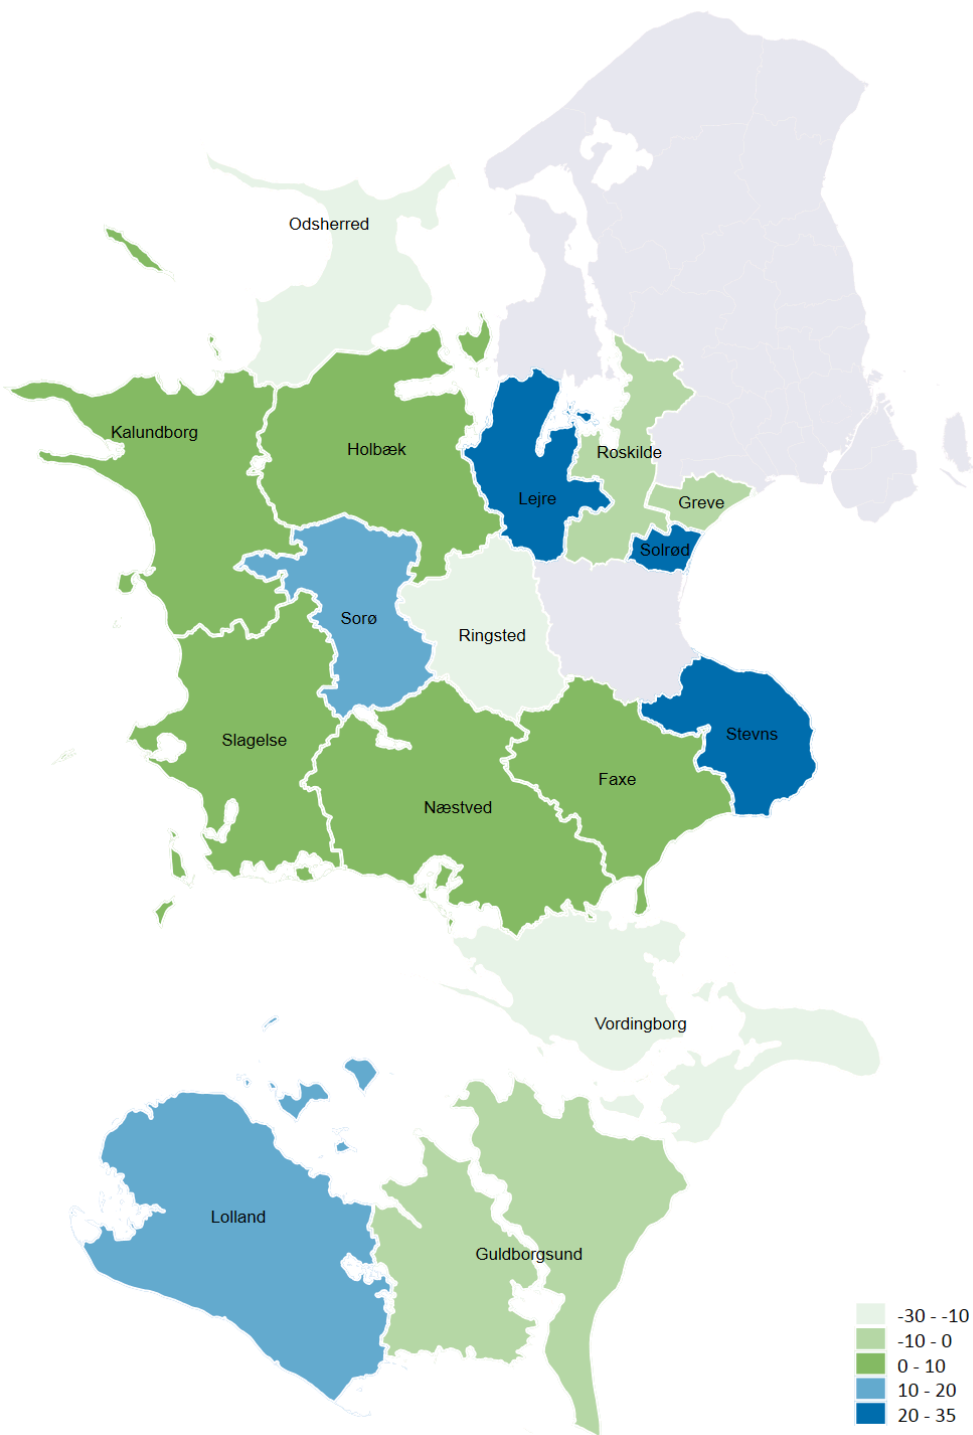 Odsherred
Kalundborg
Holbæk
Roskilde
Lejre
Greve
Solrød
Sorø
Ringsted
Stevns
Slagelse
Faxe
Næstved
Vordingborg
Lolland
Guldborgsund
-30 - -10
-10 - 0
0 - 10
10 - 20
20 - 35